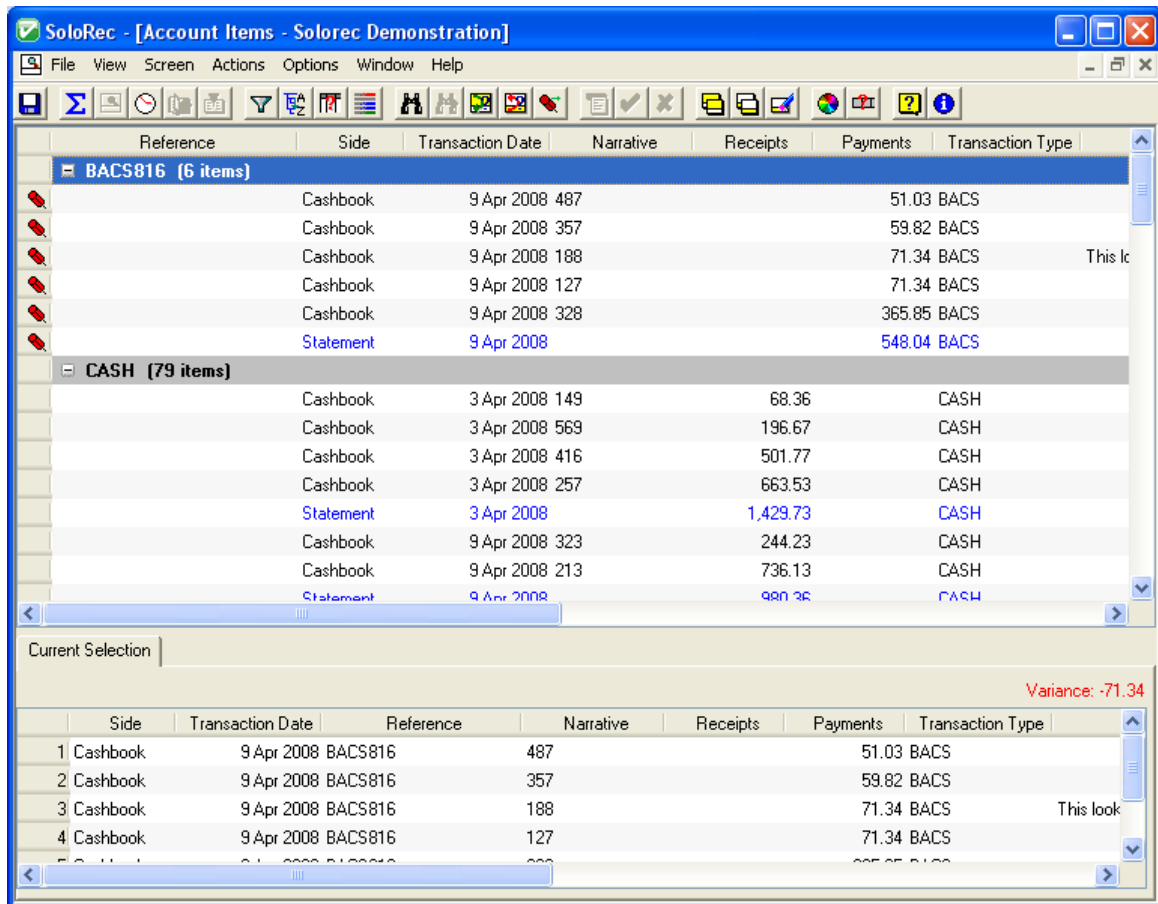 SoloRec - [Account Items - Solorec Demonstration]
File View Screen Actions Options Window Help
Reference Side Transaction Date Narrative Receipts Payments Transaction Type
BACS816 (6 items)
Cashbook 9 Apr 2008 487 51.03 BACS
Cashbook 9 Apr 2008 357 59.82 BACS
Cashbook 9 Apr 2008 188 71.34 BACS This
Cashbook 9 Apr 2008 127 71.34 BACS
Cashbook 9 Apr 2008 328 365.85 BACS
Statement 9 Apr 2008 548.04 BACS
CASH (79 items)
Cashbook 3 Apr 2008 149 68.36 CASH
Cashbook 3 Apr 2008 569 196.67 CASH
Cashbook 3 Apr 2008 416 501.77 CASH
Cashbook 3 Apr 2008 257 663.53 CASH
Statement 3 Apr 2008 1,429.73 CASH
Cashbook 9 Apr 2008 323 244.23 CASH
Cashbook 9 Apr 2008 213 736.13 CASH
Statement 9 Apr 2008 980.36 CASH
Current Selection
Variance: -71.34
Side Transaction Date Reference Narrative Receipts Payments Transaction Type
1 Cashbook 9 Apr 2008 BACS816 487 51.03 BACS
2 Cashbook 9 Apr 2008 BACS816 357 59.82 BACS
3 Cashbook 9 Apr 2008 BACS816 188 71.34 BACS This look
4 Cashbook 9 Apr 2008 BACS816 127 71.34 BACS